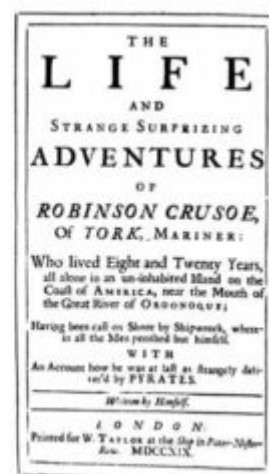 THE
LIFE
AND
STRANGE SURPRIZING
ADVENTURES
OF
ROBINSON CRUSOE,
Of YORK, MARINER:
Who lived Eight and Twenty Years,
all alone in an un-inhabited Island on the
Coast of AMERICA, near the Mouth of
the Great River of OROONOQUE;
Having been cast on Shore by Shipwreck, where-
in all the Men perished but himself.
WITH
An Account how he was at last as strangely deli-
ver'd by PYRATES.
Written by Himself.
LONDON:
Printed for W. TAYLOR at the Ship in Pater-Noster-
Row. MDCCXIX.